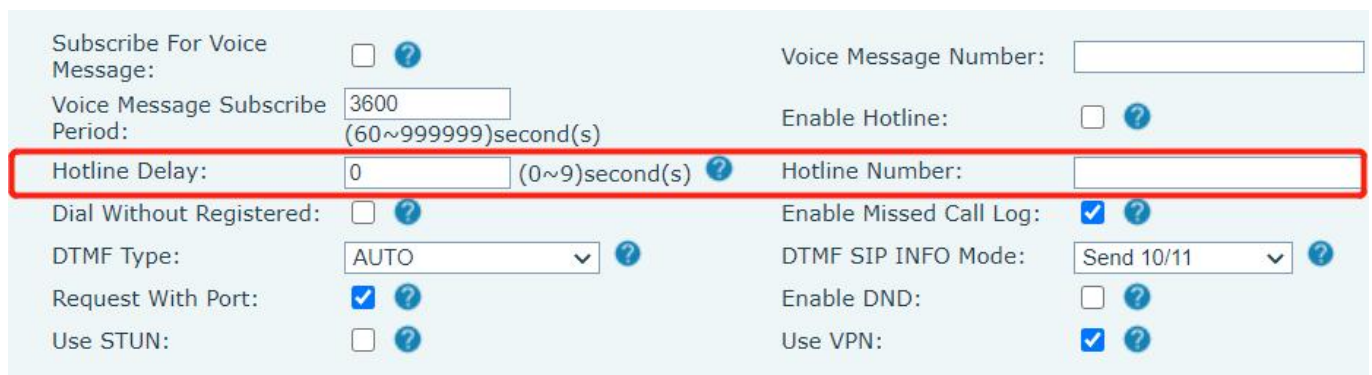 Subscribe For Voice Message: ? Voice Message Number:
Voice Message Subscribe Period: 3600 (60~999999)second(s) Enable Hotline: ?
Hotline Delay: 0 (0~9)second(s) ? Hotline Number:
Dial Without Registered: ? Enable Missed Call Log: ?
DTMF Type: AUTO ? DTMF SIP INFO Mode: Send 10/11 ?
Request With Port: ? Enable DND: ?
Use STUN: ? Use VPN: ?